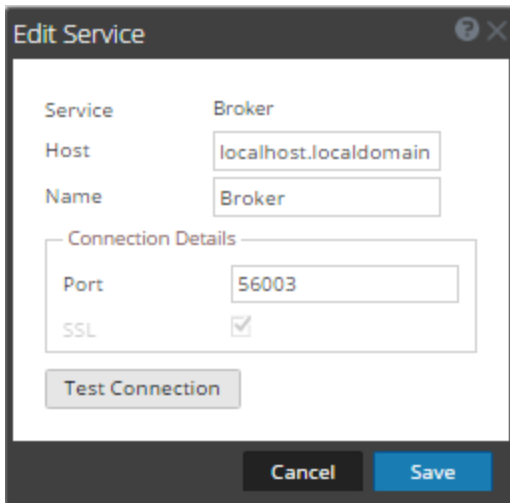 Edit Service
Service Broker
Host localhost.localdomain
Name Broker
Connection Details
Port 56003
SSL
Test Connection
Cancel Save